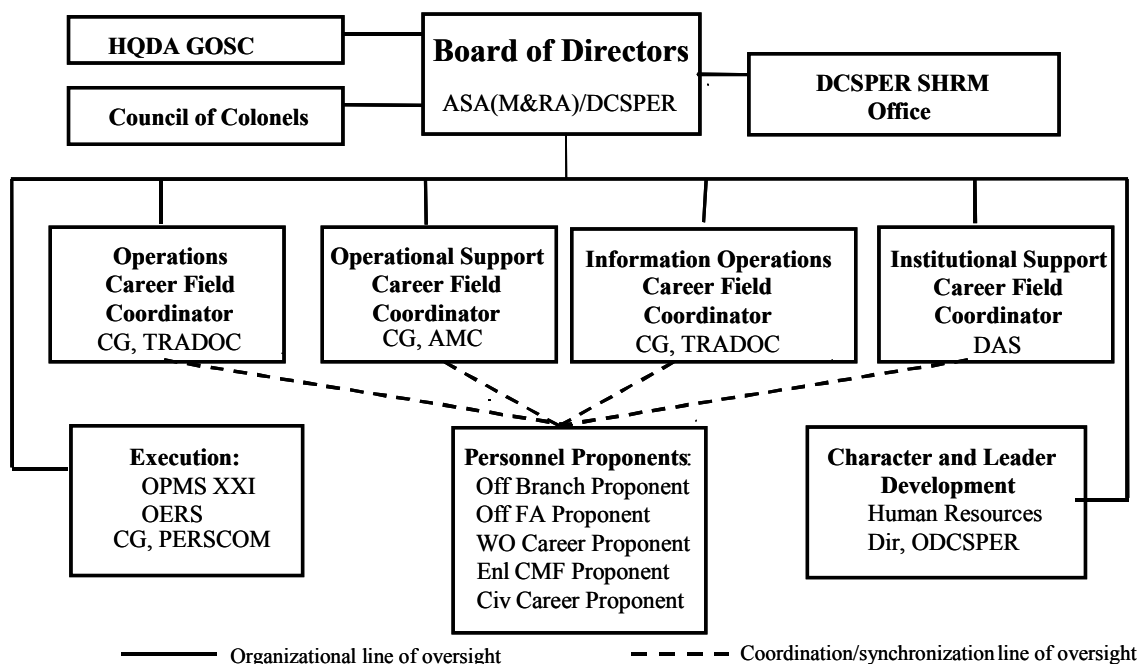 HQDA GOSC
Board of Directors
ASA(M&RA)/DCSPER
Council of Colonels
DCSPER SHRM
Office
Operations
Career Field
Coordinator
CG, TRADOC
Operational Support
Career Field
Coordinator
CG, AMC
Information Operations
Career Field
Coordinator
CG, TRADOC
Institutional Support
Career Field
Coordinator
DAS
Execution:
OPMS XXI
OERS
CG, PERSCOM
Personnel Proponents:
Off Branch Proponent
Off FA Proponent
WO Career Proponent
Enl CMF Proponent
Civ Career Proponent
Character and Leader
Development
Human Resources
Dir, ODCSPER
Organizational line of oversight
Coordination/synchronization line of oversight